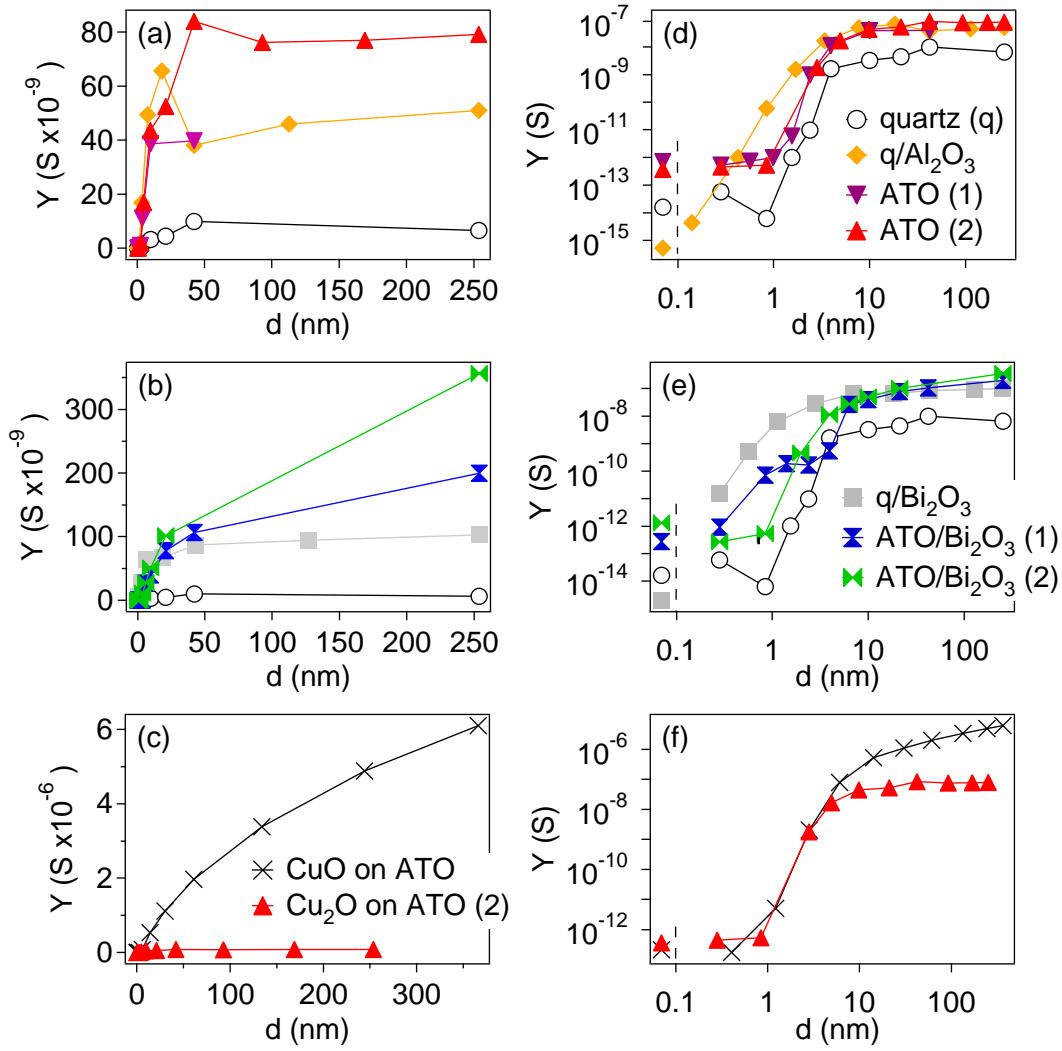 (a)
80
60
40
20
0
Y (S x10⁻⁹)
0 50 100 150 200 250
d (nm)
(d)
10⁻⁷
10⁻⁹
10⁻¹¹
10⁻¹³
10⁻¹⁵
Y (S)
quartz (q)
q/Al₂O₃
ATO (1)
ATO (2)
0.1 1 10 100
d (nm)
(b)
300
200
100
0
Y (S x10⁻⁹)
0 50 100 150 200 250
d (nm)
(e)
10⁻⁸
10⁻¹⁰
10⁻¹²
10⁻¹⁴
Y (S)
q/Bi₂O₃
ATO/Bi₂O₃ (1)
ATO/Bi₂O₃ (2)
0.1 1 10 100
d (nm)
(c)
6
4
2
0
Y (S x10⁻⁶)
CuO on ATO
Cu₂O on ATO (2)
0 100 200 300
d (nm)
(f)
10⁻⁶
10⁻⁸
10⁻¹⁰
10⁻¹²
Y (S)
0.1 1 10 100
d (nm)